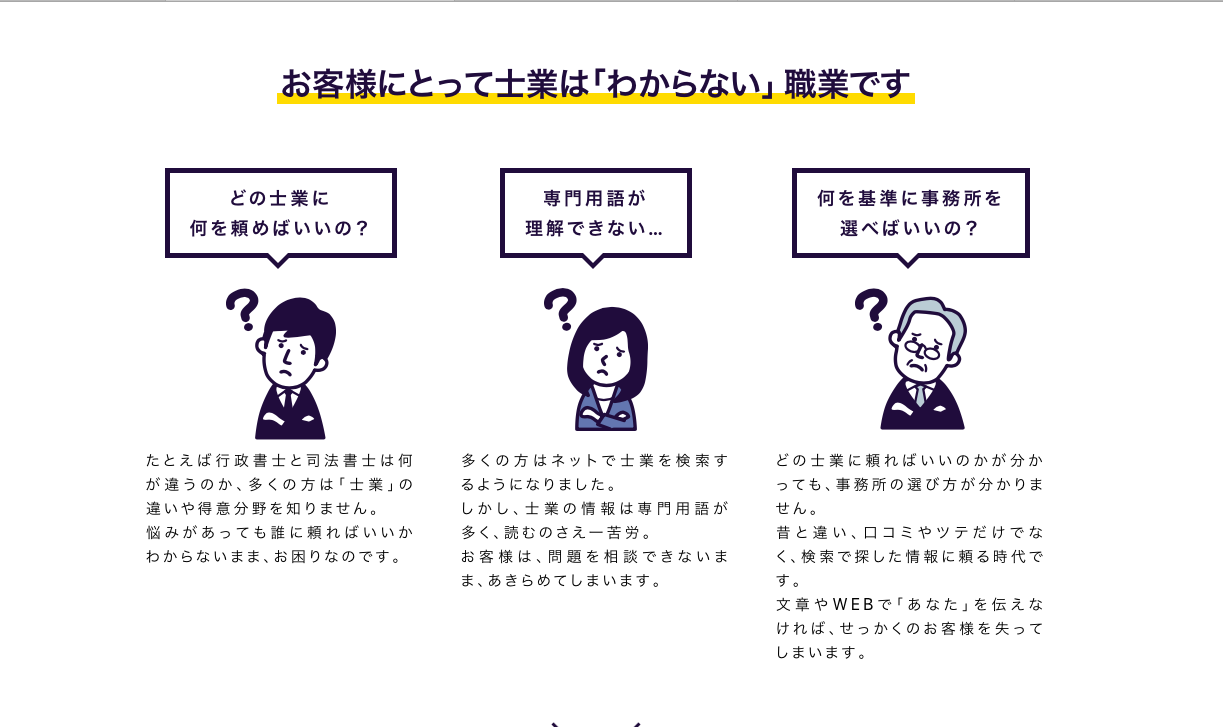 お客様にとって士業は「わからない」職業です
どの士業に
何を頼めばいいの？
専門用語が
理解できない…
何を基準に事務所を
選べばいいの？
たとえば行政書士と司法書士は何
が違うのか、多くの方は「士業」の
違いや得意分野を知りません。
悩みがあっても誰に頼ればいいか
わからないまま、お困りなのです。
多くの方はネットで士業を検索す
るようになりました。
しかし、士業の情報は専門用語が
多く、読むのさえ一苦労。
お客様は、問題を相談できないま
ま、あきらめてしまいます。
どの士業に頼ればいいのかが分か
っても、事務所の選び方が分かりま
せん。
昔と違い、口コミやツテだけでな
く、検索で探した情報に頼る時代で
す。
文章やWEBで「あなた」を伝えな
ければ、せっかくのお客様を失って
しまいます。